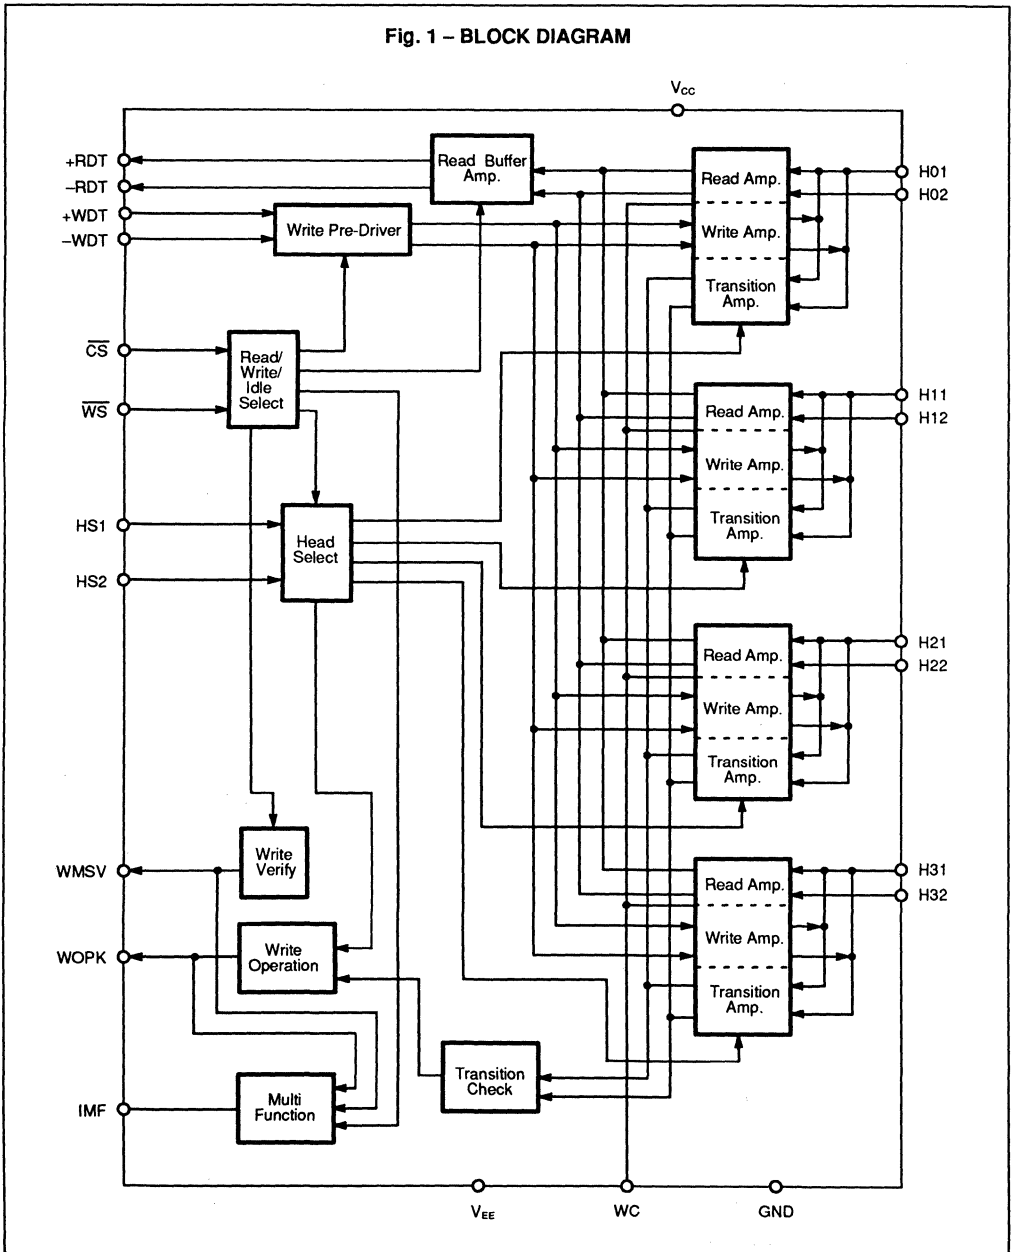 Fig. 1 – BLOCK DIAGRAM
VCC
+RDT
–RDT
+WDT
–WDT
CS
WS
HS1
HS2
WMSV
WOPK
IMF
Read Buffer
Amp.
Write Pre-Driver
Read/
Write/
Idle
Select
Head
Select
Write
Verify
Write
Operation
Multi
Function
Transition
Check
Read Amp.
Write Amp.
Transition
Amp.
H01
H02
Read Amp.
Write Amp.
Transition
Amp.
H11
H12
Read Amp.
Write Amp.
Transition
Amp.
H21
H22
Read Amp.
Write Amp.
Transition
Amp.
H31
H32
VEE
WC
GND